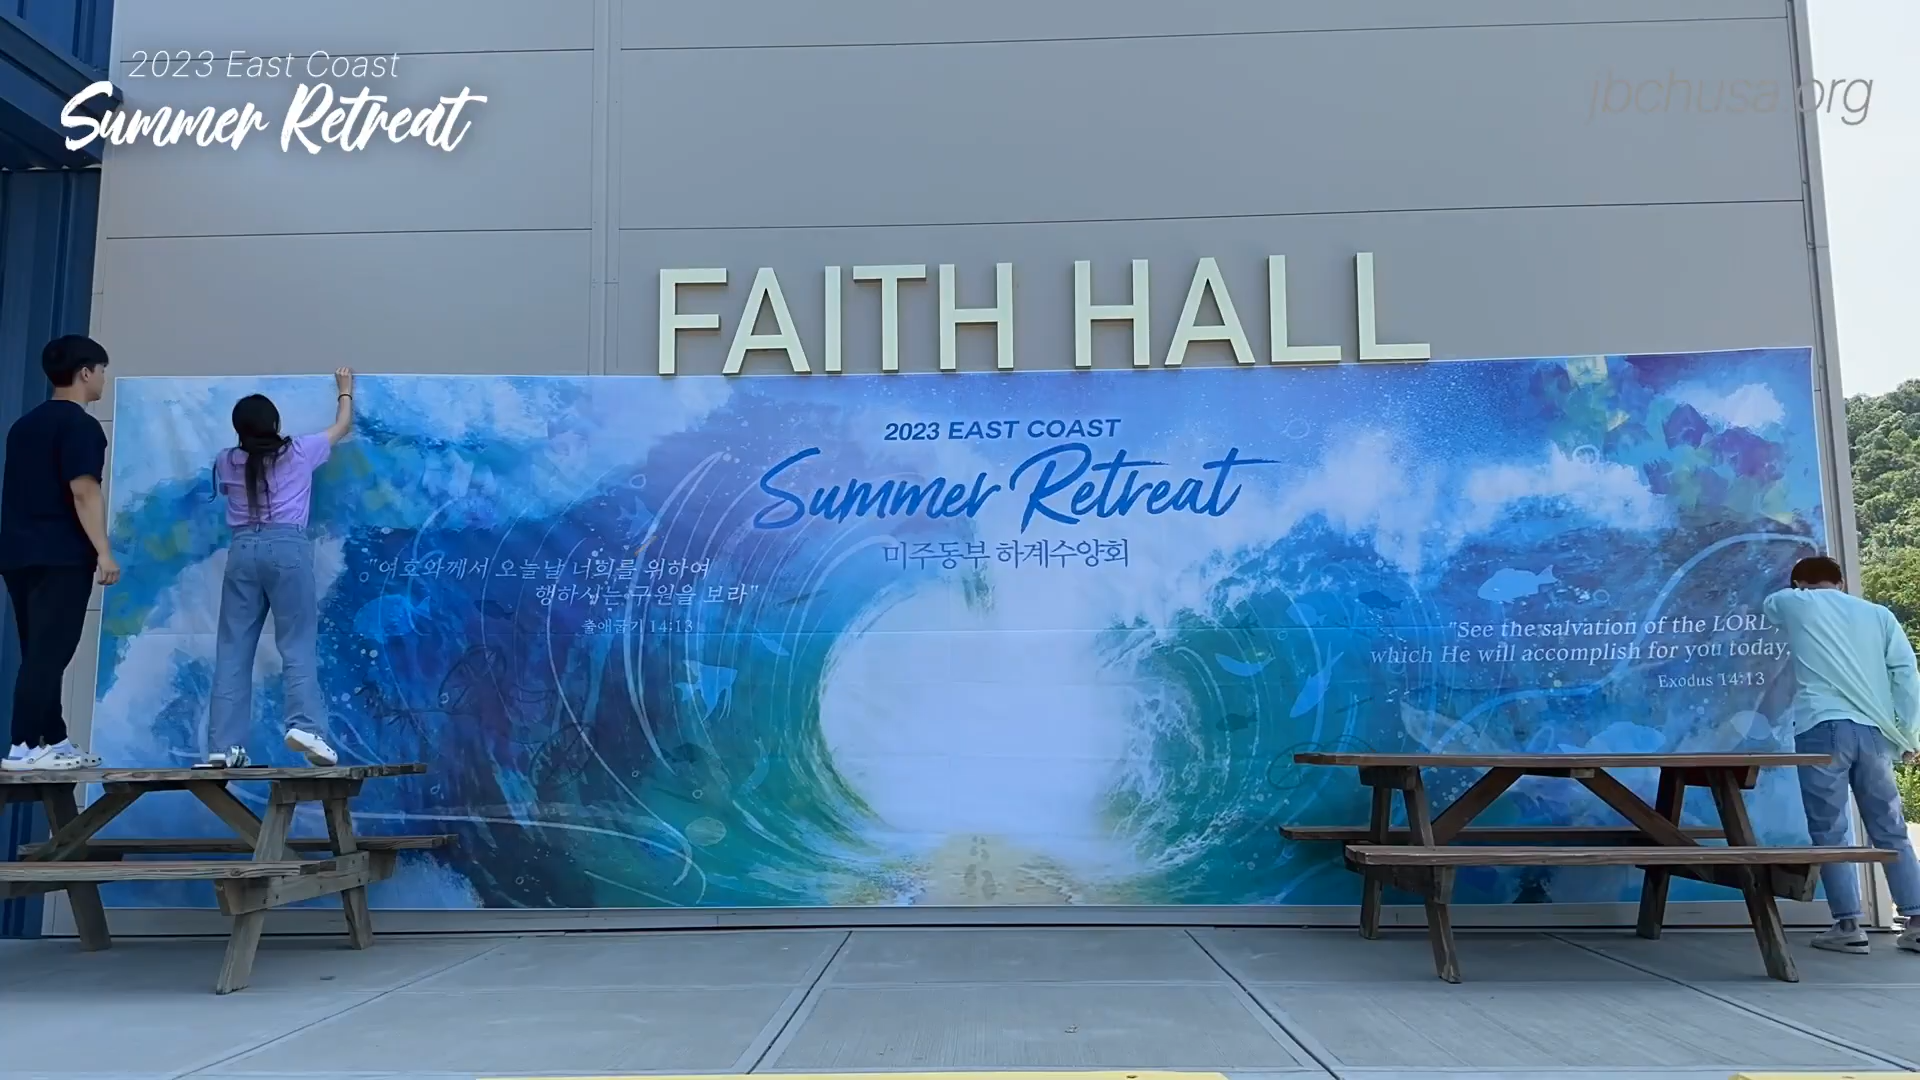 2023 East Coast
Summer Retreat
jbchusa.org
FAITH HALL
2023 EAST COAST
Summer Retreat
미주동부 하계수양회
"여호와께서 오늘날 너희를 위하여
행하시는 구원을 보라"
출애굽기 14:13
"See the salvation of the LORD,
which He will accomplish for you today,
Exodus 14:13